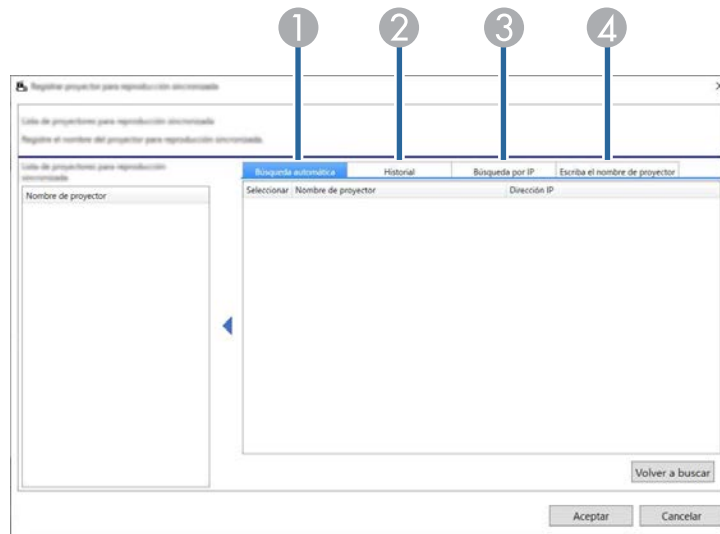 1 2 3 4
Registrar proyector para reproducción sincronizada
Lista de proyectores para reproducción sincronizada
Registre el nombre del proyector para reproducción sincronizada.
Lista de proyectores para reproducción
sincronizada
Búsqueda automática Historial Búsqueda por IP Escriba el nombre de proyector
Nombre de proyector
Seleccionar Nombre de proyector Dirección IP
Volver a buscar
Aceptar Cancelar